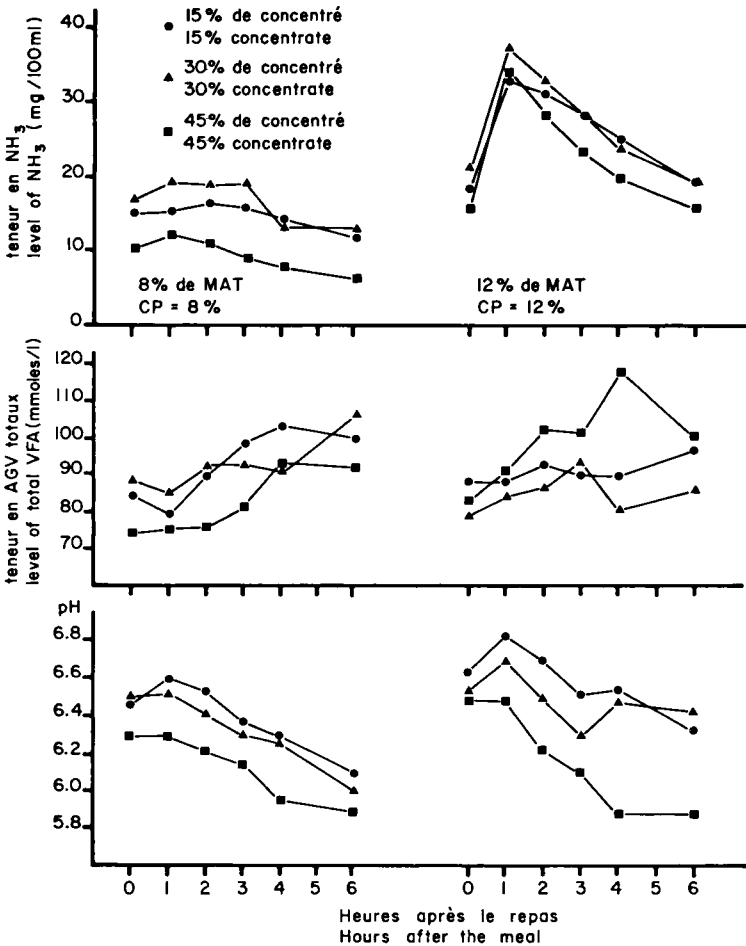 40
30
20
10
0
teneur en NH3
level of NH3 (mg/100ml)
15% de concentré
15% concentrate
30% de concentré
30% concentrate
45% de concentré
45% concentrate
8% de MAT
CP = 8%
12% de MAT
CP = 12%
120
110
100
90
80
70
teneur en AGV totaux
level of total VFA (mmoles/l)
pH
6.8
6.6
6.4
6.2
6.0
5.8
0 1 2 3 4 5 6
0 1 2 3 4 5 6
Heures après le repas
Hours after the meal